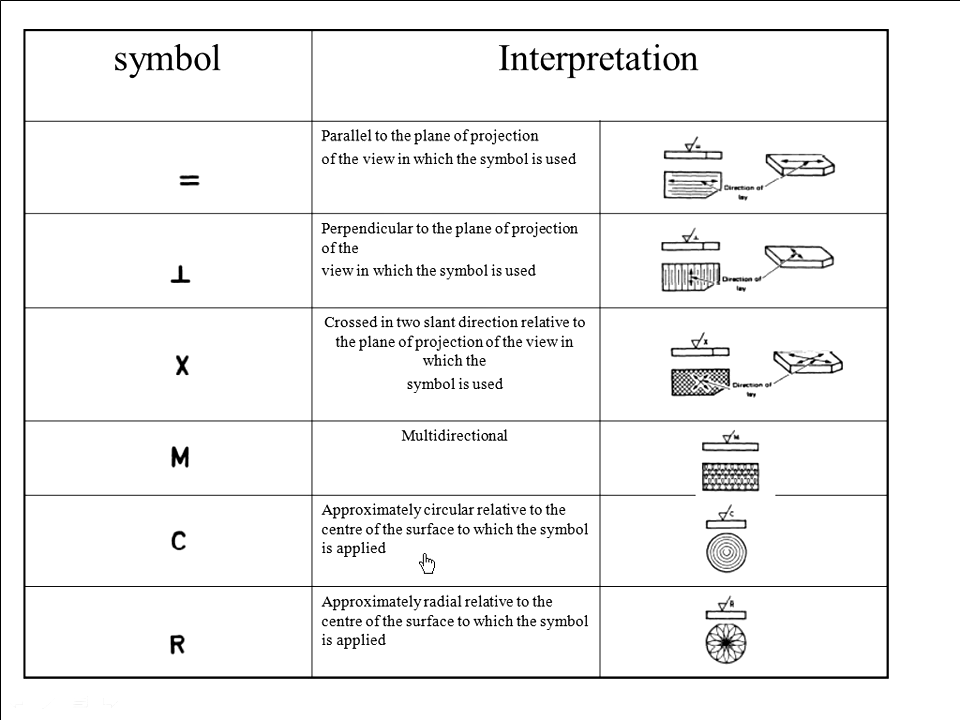 symbol
Interpretation
=
Parallel to the plane of projection
of the view in which the symbol is used
=
Direction of
lay
⊥
Perpendicular to the plane of projection
of the
view in which the symbol is used
⊥
Direction of
lay
X
Crossed in two slant direction relative to
the plane of projection of the view in
which the
symbol is used
X
Direction of
lay
M
Multidirectional
M
C
Approximately circular relative to the
centre of the surface to which the symbol
is applied
C
R
Approximately radial relative to the
centre of the surface to which the symbol
is applied
R